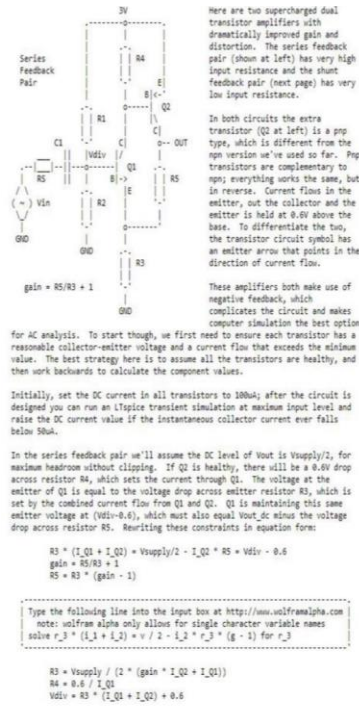 3V
Here are two supercharged dual
transistor amplifiers with
dramatically improved gain and
distortion. The series feedback
pair (shown at left) has very high
input resistance and the shunt
feedback pair (next page) has very
low input resistance.
Series
Feedback
Pair
R4
E
B
Q2
R1
C
C1
C
OUT
Vdiv
Q1
RS
B
R5
E
Vin
R2
GND
GND
R3
gain = R5/R3 + 1
GND
In both circuits the extra
transistor (Q2 at left) is a pnp
type, which is different from the
npn version we've used so far. Pnp
transistors are complementary to
npn; everything works the same, but
in reverse. Current flows in the
emitter, out the collector and the
emitter is held at 0.6V above the
base. To differentiate the two,
the transistor circuit symbol has
an emitter arrow that points in the
direction of current flow.
These amplifiers both make use of
negative feedback, which
complicates the circuit and makes
computer simulation the best option
for AC analysis. To start though, we first need to ensure each transistor has a
reasonable collector-emitter voltage and a current flow that exceeds the minimum
value. The best strategy here is to assume all the transistors are healthy, and
then work backwards to calculate the component values.
Initially, set the DC current in all transistors to 100uA; after the circuit is
designed you can run an LTspice transient simulation at maximum input level and
raise the DC current value if the instantaneous collector current ever falls
below 50uA.
In the series feedback pair we'll assume the DC level of Vout is Vsupply/2, for
maximum headroom without clipping. If Q2 is healthy, there will be a 0.6V drop
across resistor R4, which sets the current through Q1. The voltage at the
emitter of Q1 is equal to the voltage drop across emitter resistor R3, which is
set by the combined current flow from Q1 and Q2. Q1 is maintaining this same
emitter voltage at (Vdiv-0.6), which must also equal Vout_dc minus the voltage
drop across resistor R5. Rewriting these constraints in equation form:
R3 * (I_Q1 + I_Q2) = Vsupply/2 - I_Q2 * R5 = Vdiv - 0.6
gain = R5/R3 + 1
R5 = R3 * (gain - 1)
Type the following line into the input box at http://www.wolframalpha.com
note: wolfram alpha only allows for single character variable names
solve r_3 * (i_1 + i_2) = v / 2 - i_2 * r_3 * (g - 1) for r_3
R3 = Vsupply / (2 * (gain * I_Q2 + I_Q1))
R4 = 0.6 / I_Q1
Vdiv = R3 * (I_Q1 + I_Q2) + 0.6